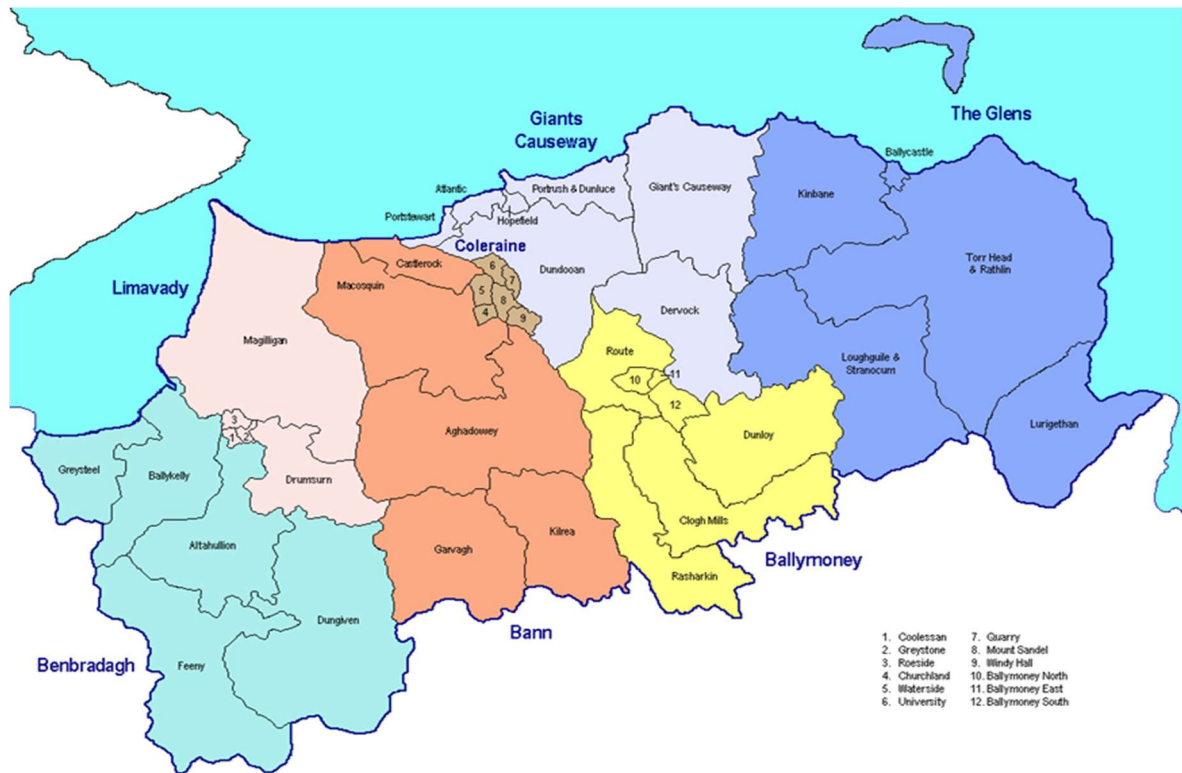 The Glens
Giants
Causeway
Ballycastle
Kinbane
Giant's Causeway
Portrush & Dunluce
Atlantic
Portstewart
Hopefield
Coleraine
Castlerock
Dundooan
Torr Head
& Rathlin
Limavady
Macosquin
6
7
5
8
4
9
Dervock
Magilligan
Route
Loughguile &
Stranocum
11
10
12
3
1
2
Aghadowey
Dunloy
Lurigethan
Greysteel
Ballykelly
Drumsurn
Clogh Mills
Altahullion
Garvagh
Kilrea
Ballymoney
Rasharkin
Dungiven
Bann
Feeny
Benbradagh
1. Coolessan
2. Greystone
3. Roeside
4. Churchland
5. Waterside
6. University
7. Quarry
8. Mount Sandel
9. Windy Hall
10. Ballymoney North
11. Ballymoney East
12. Ballymoney South